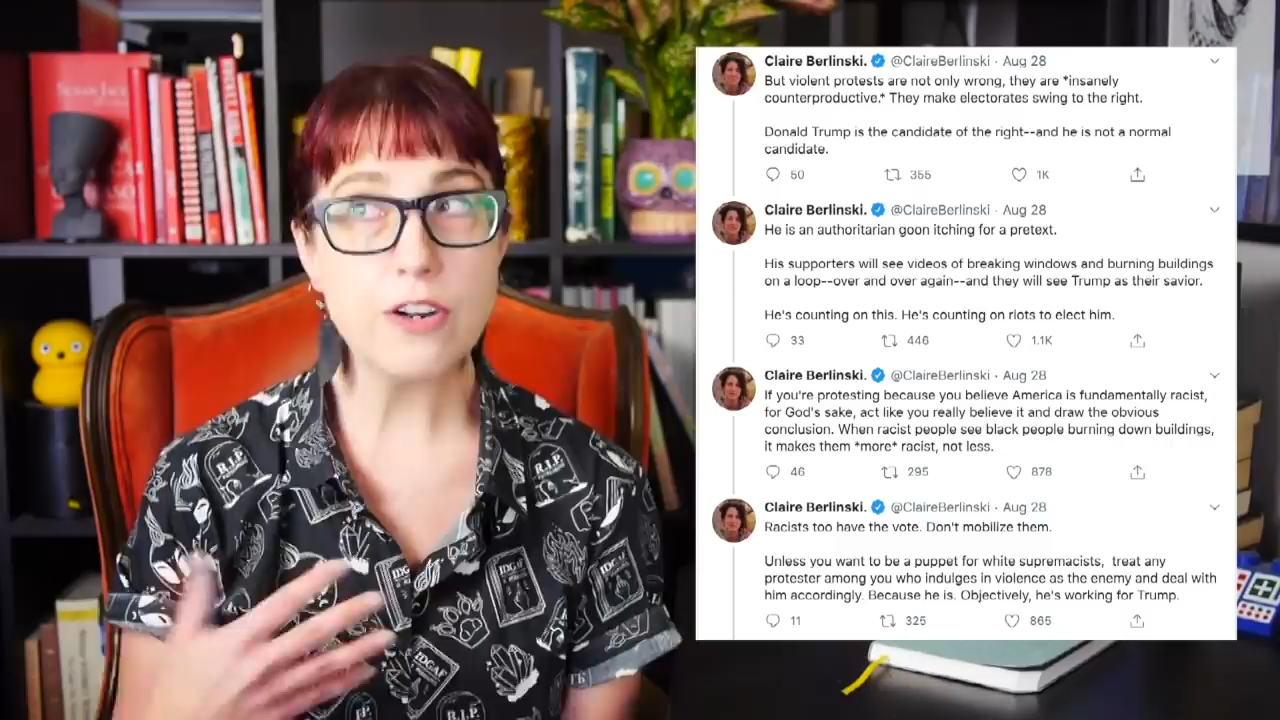 SUSAN JACOBY
Claire Berlinski. @ClaireBerlinski · Aug 28
But violent protests are not only wrong, they are *insanely
counterproductive.* They make electorates swing to the right.
Donald Trump is the candidate of the right--and he is not a normal
candidate.
50 355 1K
Claire Berlinski. @ClaireBerlinski · Aug 28
He is an authoritarian goon itching for a pretext.
His supporters will see videos of breaking windows and burning buildings
on a loop--over and over again--and they will see Trump as their savior.
He's counting on this. He's counting on riots to elect him.
33 446 1.1K
Claire Berlinski. @ClaireBerlinski · Aug 28
If you're protesting because you believe America is fundamentally racist,
for God's sake, act like you really believe it and draw the obvious
conclusion. When racist people see black people burning down buildings,
it makes them *more* racist, not less.
46 295 878
Claire Berlinski. @ClaireBerlinski · Aug 28
Racists too have the vote. Don't mobilize them.
Unless you want to be a puppet for white supremacists, treat any
protester among you who indulges in violence as the enemy and deal with
him accordingly. Because he is. Objectively, he's working for Trump.
11 325 865
R.I.P.
R.I.P.
IDGAF
IDGAF
IDGAF
R.I.P.